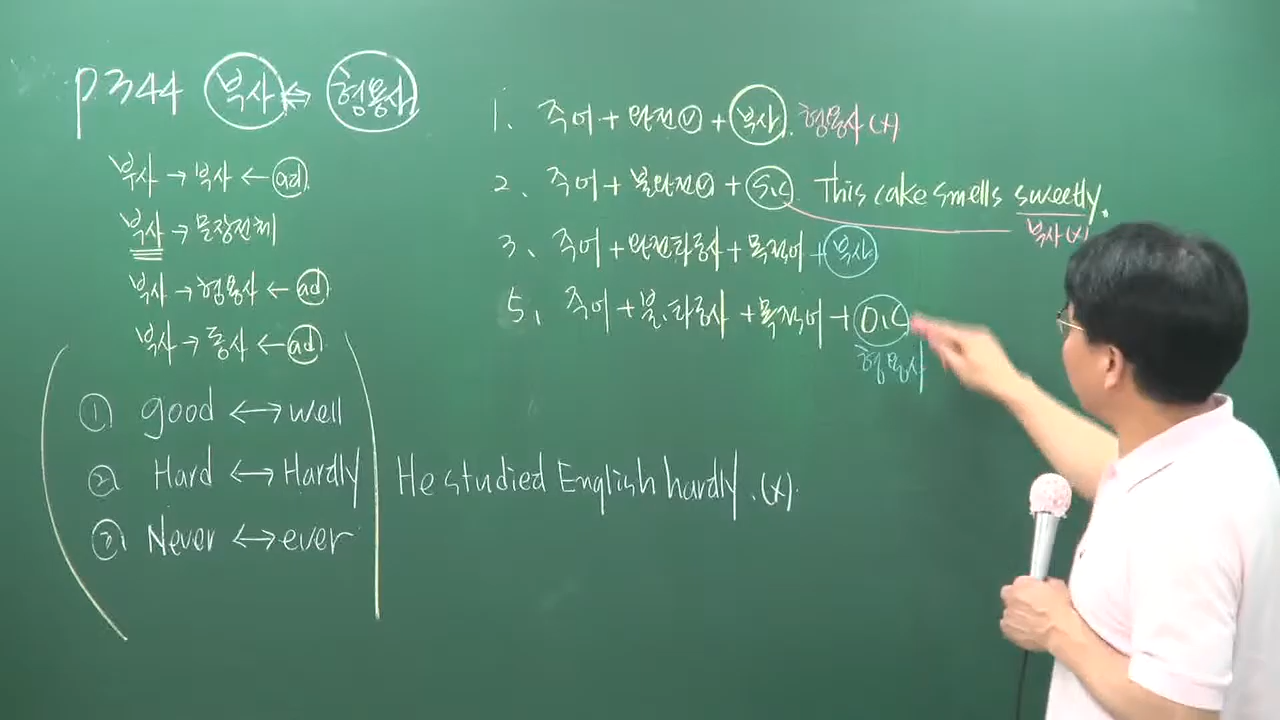 p.344 부사 ⇔ 형용사
부사 → 부사 ← ad
부사 → 문장전체
부사 → 형용사 ← ad
부사 → 동사 ← ad
① good ↔ well
② Hard ↔ Hardly
③ Never ↔ ever
1. 주어 + 완전ⓥ + 부사. 형용사 (x)
2. 주어 + 불완전ⓥ + S.C This cake smells sweetly.
부사 (x)
3. 주어 + 완전타동사 + 목적어 + 부사
5. 주어 + 불.타동사 + 목적어 + O.C
형용사
He studied English hardly. (x).